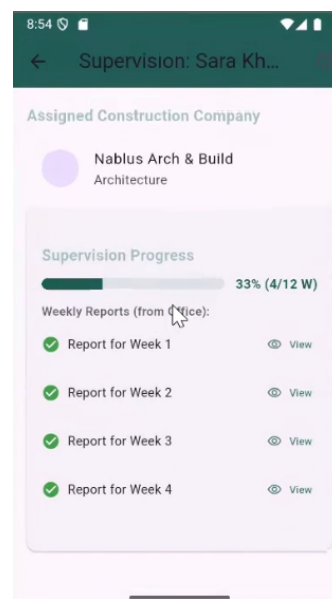 8:54
Supervision: Sara Kh...
Assigned Construction Company
Nablus Arch & Build
Architecture
Supervision Progress
33% (4/12 W)
Weekly Reports (from Office):
Report for Week 1 View
Report for Week 2 View
Report for Week 3 View
Report for Week 4 View